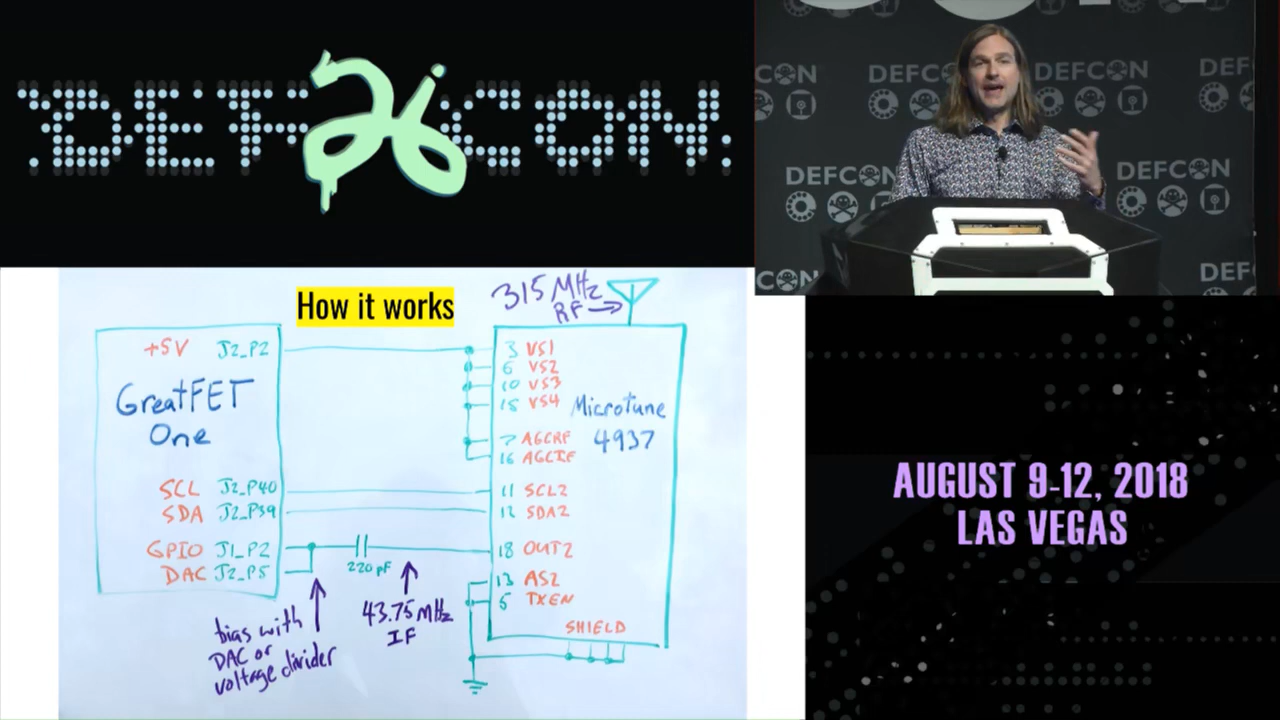 DEF 26 CON
DEFCON
DEFCON
DEFCON
DEF
DEFCON
DEFCON
DEFCON
DEF
How it works
315 MHz
RF
+5V J2_P2
GreatFET
One
SCL J2_P40
SDA J2_P39
GPIO J1_P2
DAC J2_P5
220 pF
3 VS1
6 VS2
10 VS3
15 VS4
Microtune
4937
7 AGCRF
16 AGCIF
11 SCL2
12 SDA2
18 OUT2
13 AS2
5 TXEN
SHIELD
bias with
DAC or
voltage divider
43.75 MHz
IF
AUGUST 9-12, 2018
LAS VEGAS